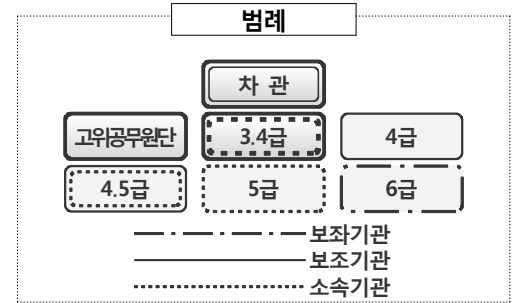 범례
차 관
고위공무원단 3.4급 4급
4.5급 5급 6급
보좌기관
보조기관
소속기관